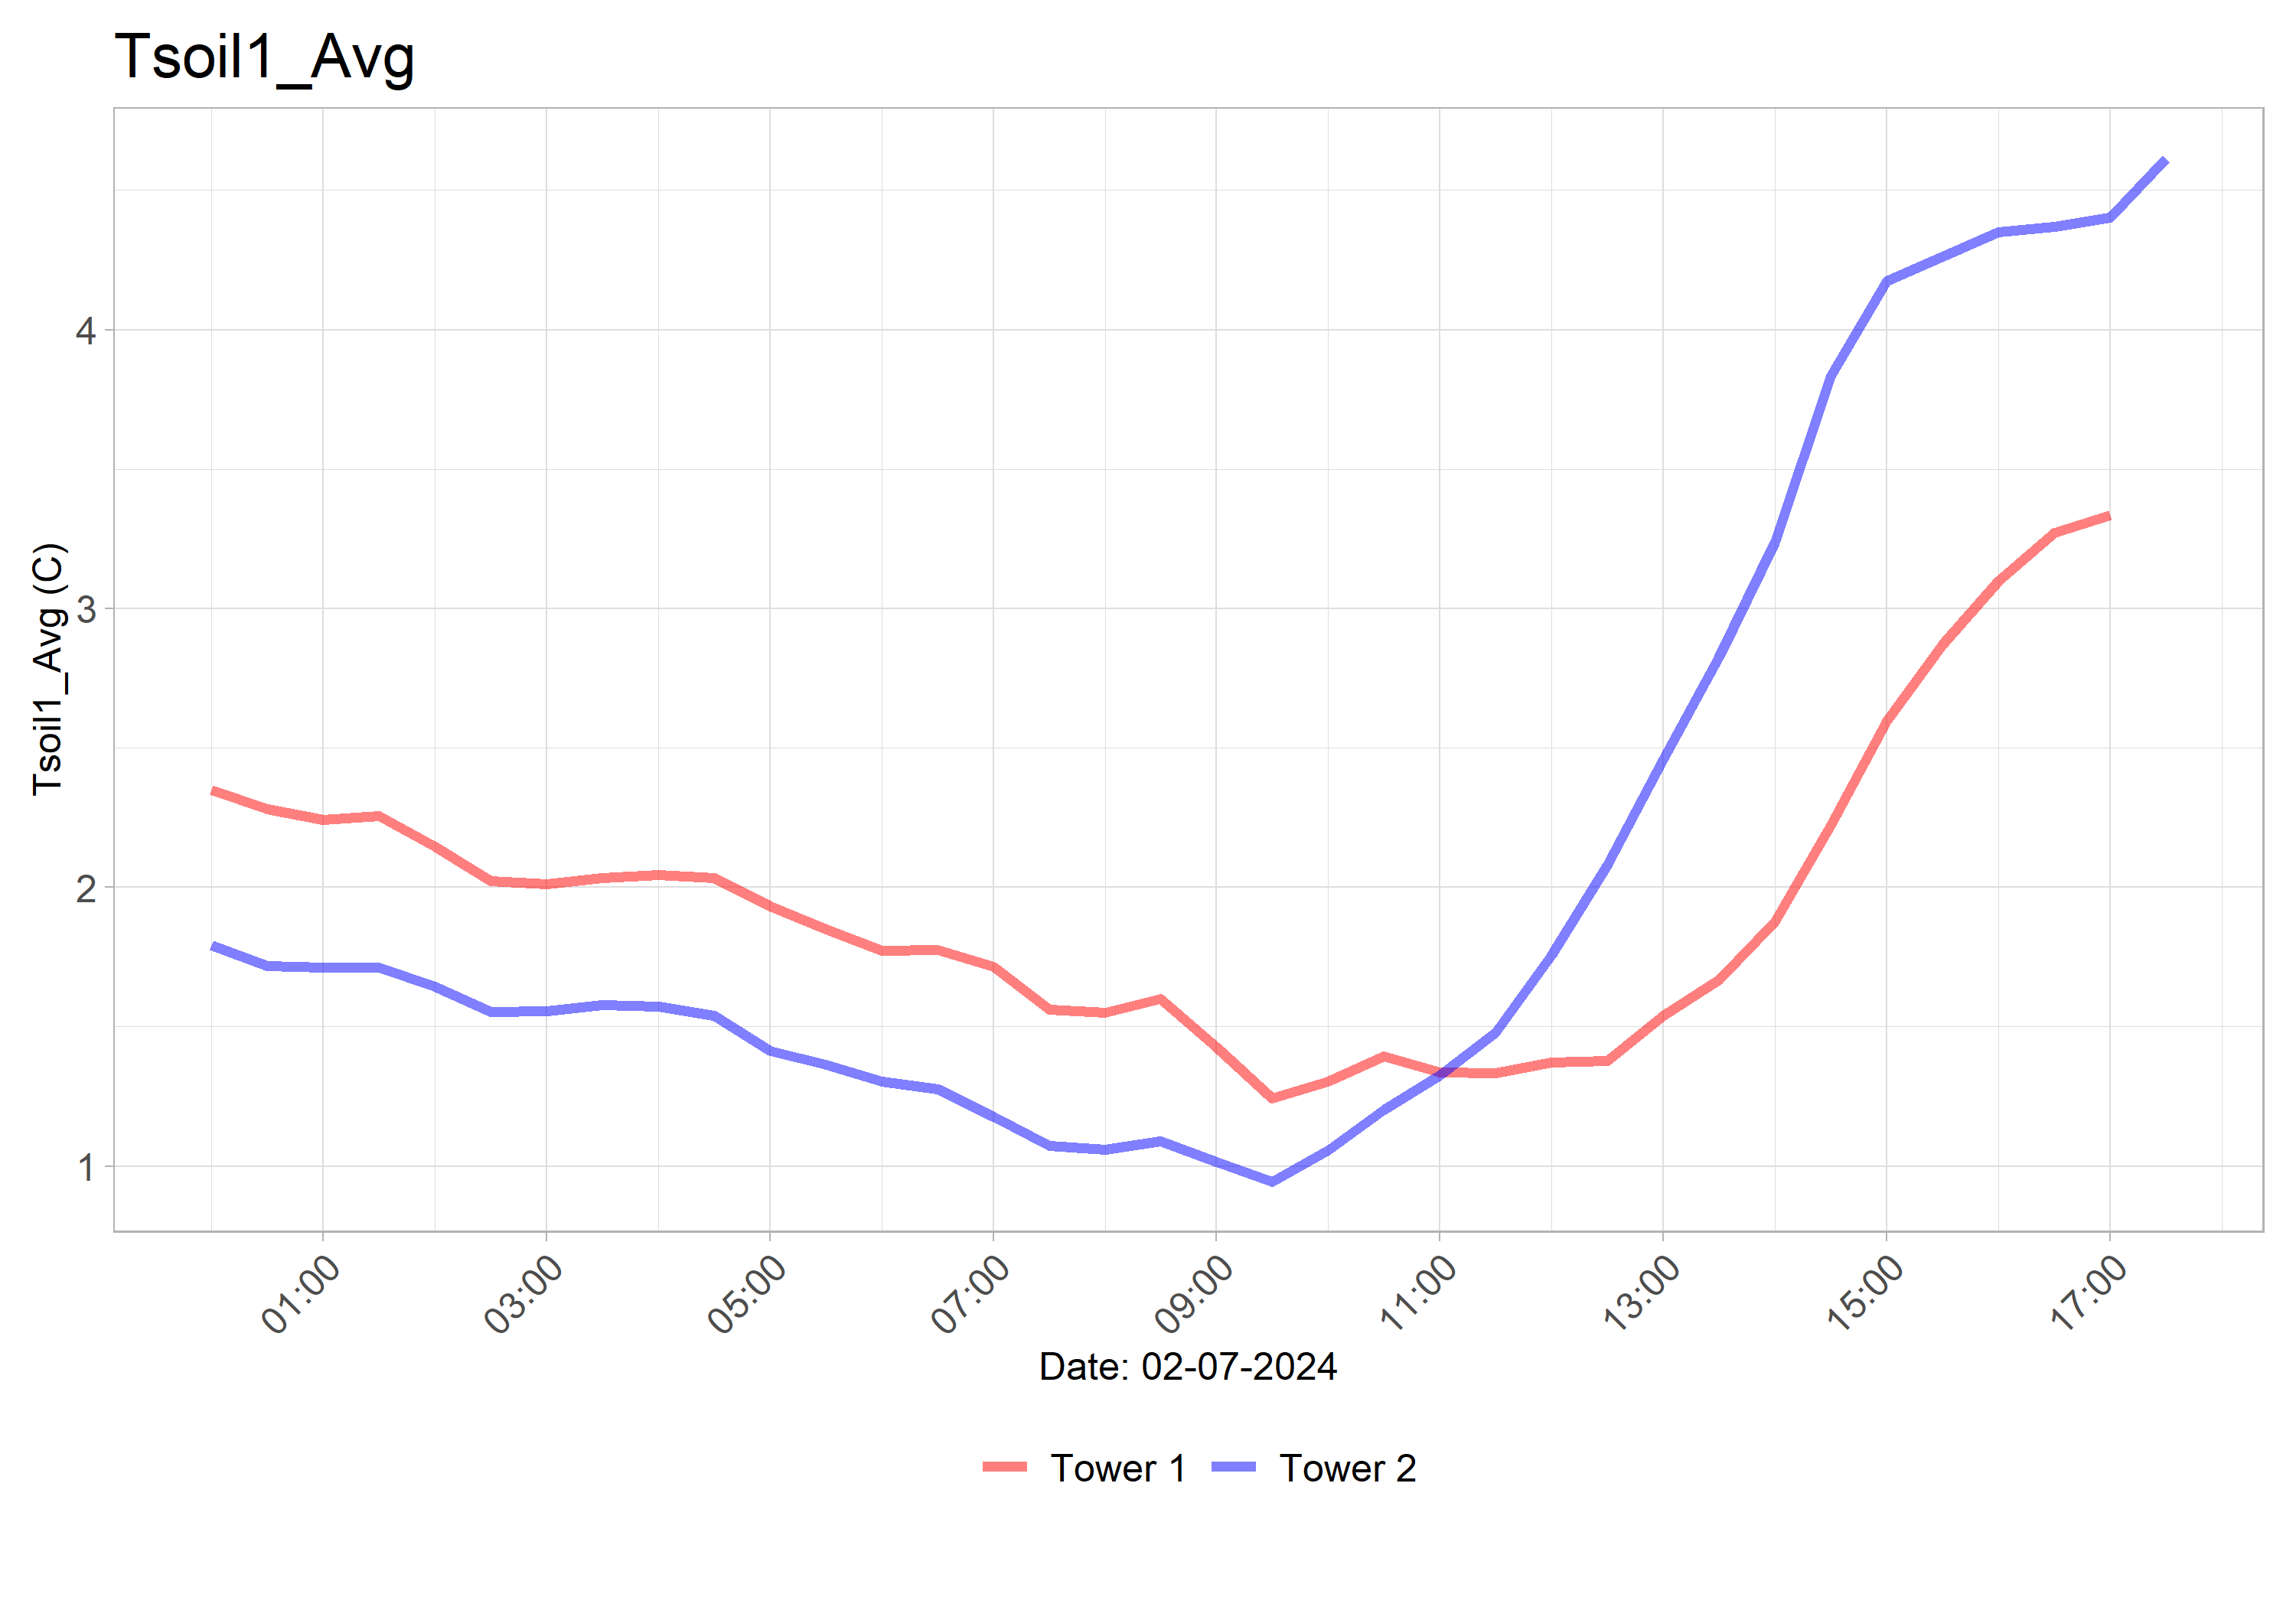 Tsoil1_Avg
Tsoil1_Avg (C)
4
3
2
1
01:00 03:00 05:00 07:00 09:00 11:00 13:00 15:00 17:00
Date: 02-07-2024
Tower 1 Tower 2